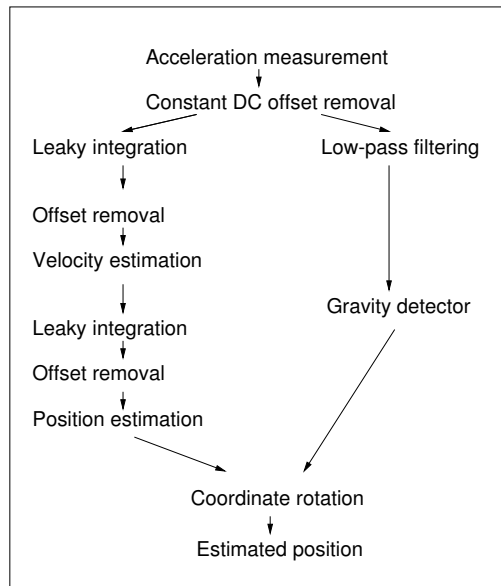 Acceleration measurement
Constant DC offset removal
Leaky integration
Low-pass filtering
Offset removal
Velocity estimation
Gravity detector
Leaky integration
Offset removal
Position estimation
Coordinate rotation
Estimated position